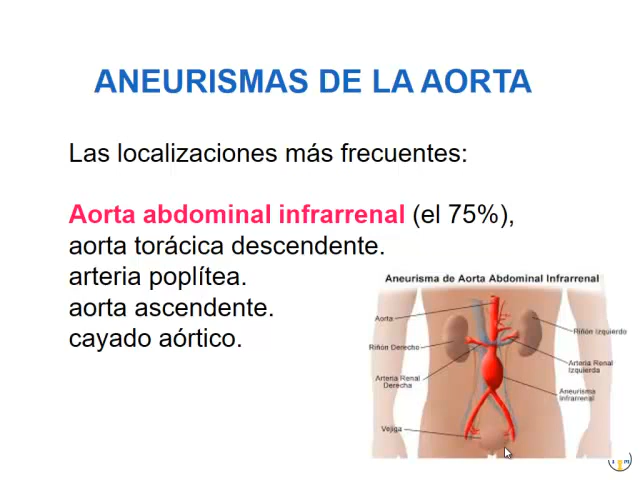 ANEURISMAS DE LA AORTA
Las localizaciones más frecuentes:
Aorta abdominal infrarrenal (el 75%),
aorta torácica descendente.
arteria poplítea.
aorta ascendente.
cayado aórtico.
Aneurisma de Aorta Abdominal Infrarrenal
Aorta
Riñón Izquierdo
Riñón Derecho
Arteria Renal
Izquierda
Arteria Renal
Derecha
Aneurisma
Infrarrenal
Vejiga